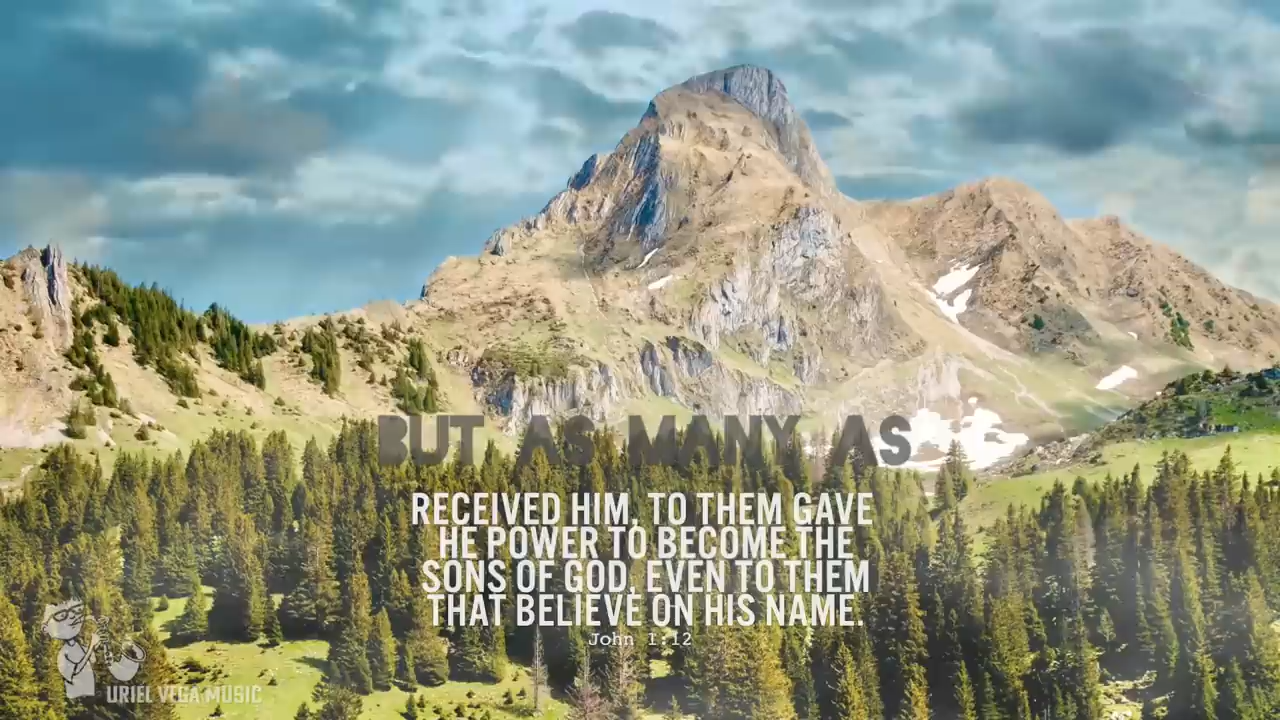 BUT AS MANY AS
RECEIVED HIM, TO THEM GAVE
HE POWER TO BECOME THE
SONS OF GOD, EVEN TO THEM
THAT BELIEVE ON HIS NAME.
John 1:12
URIEL VEGA MUSIC